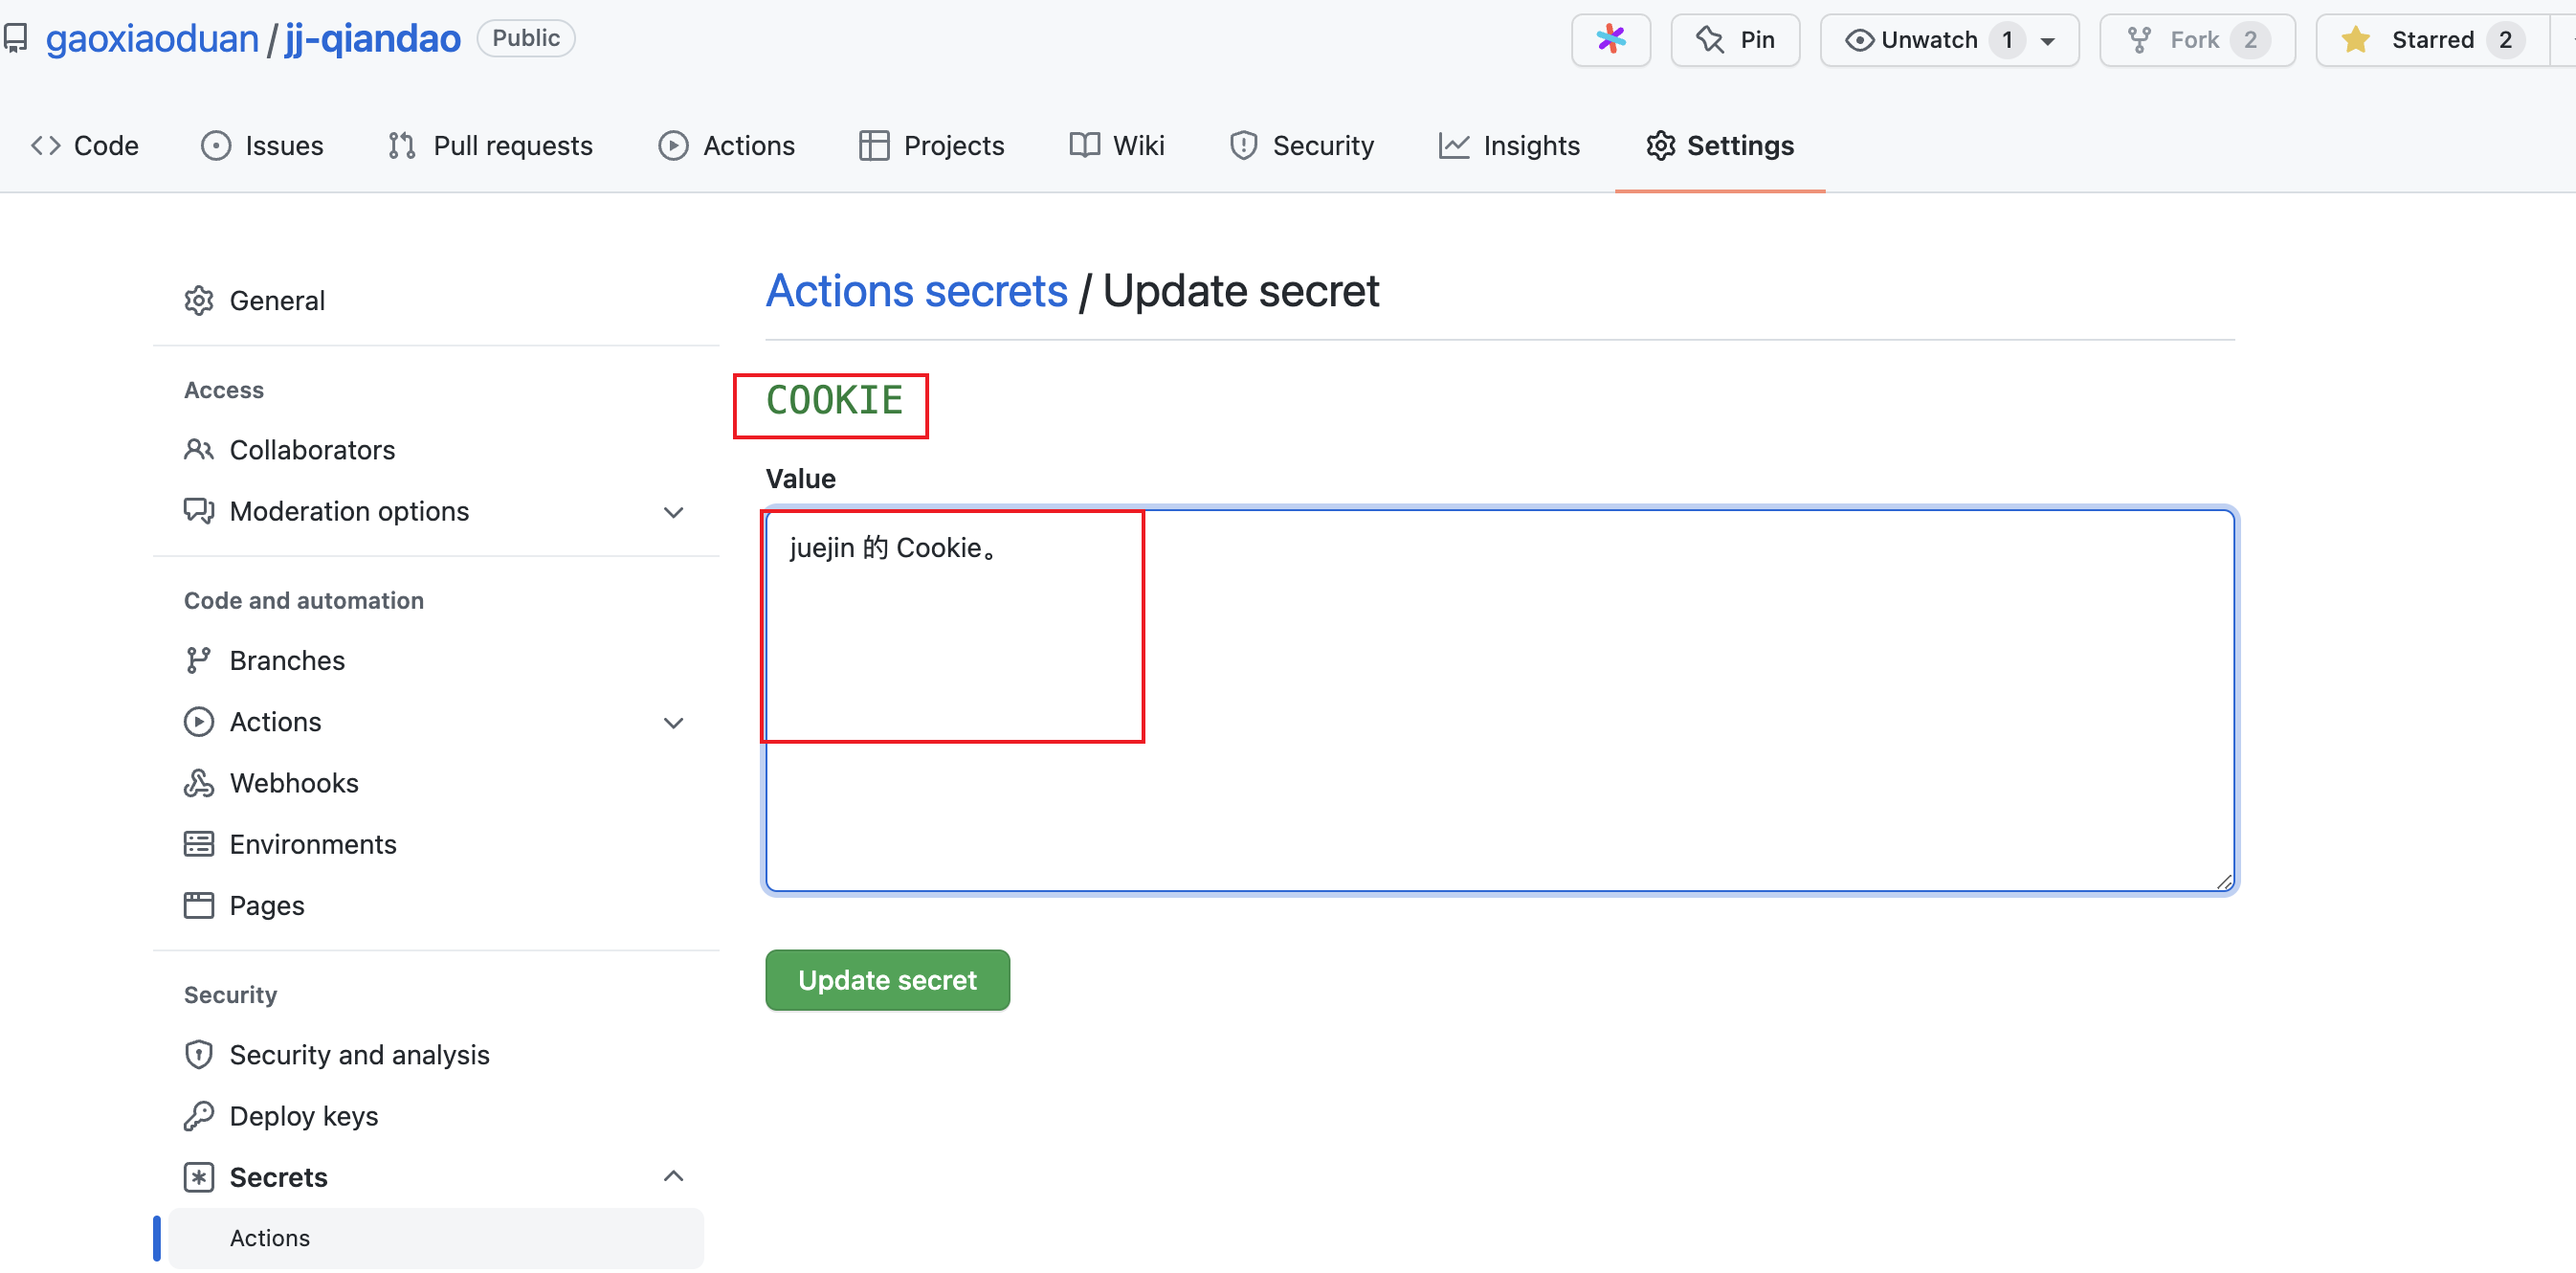 gaoxiaoduan / jj-qiandao Public
Pin
Unwatch 1
Fork 2
Starred 2
Code Issues Pull requests Actions Projects Wiki Security Insights Settings
General
Access
Collaborators
Moderation options
Code and automation
Branches
Actions
Webhooks
Environments
Pages
Security
Security and analysis
Deploy keys
Secrets
Actions
Actions secrets / Update secret
COOKIE
Value
juejin 的 Cookie。
Update secret